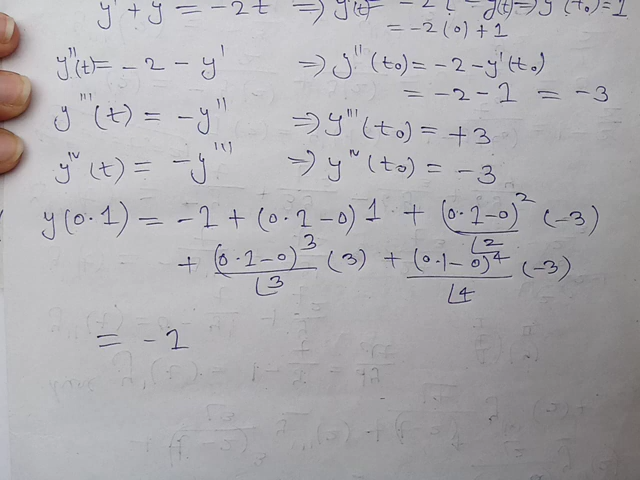 y' + y = -2t ⇒ y'(t) = -2t - y(t) ⇒ y'(t₀) = 1
= -2(0) + 1
y''(t) = -2 - y' ⇒ y''(t₀) = -2 - y'(t₀)
= -2 - 1 = -3
y'''(t) = -y'' ⇒ y'''(t₀) = +3
y^iv(t) = -y''' ⇒ y^iv(t₀) = -3
y(0.1) = -1 + (0.1-0)1 + (0.1-0)²/⌊2 (-3)
+ (0.1-0)³/⌊3 (3) + (0.1-0)⁴/⌊4 (-3)
= -1